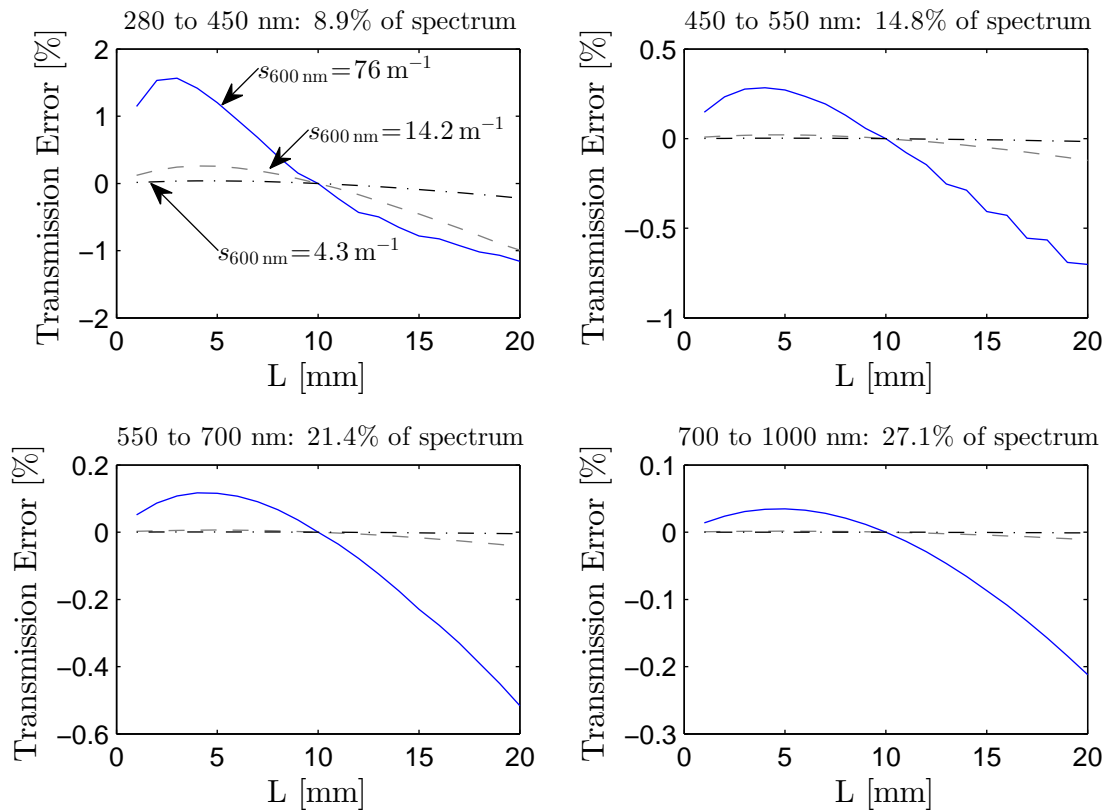 280 to 450 nm: 8.9% of spectrum
Transmission Error [%]
2
1
0
−1
−2
s600 nm=76 m−1
s600 nm=14.2 m−1
s600 nm=4.3 m−1
0 5 10 15 20
L [mm]
450 to 550 nm: 14.8% of spectrum
Transmission Error [%]
0.5
0
−0.5
−1
0 5 10 15 20
L [mm]
550 to 700 nm: 21.4% of spectrum
Transmission Error [%]
0.2
0
−0.2
−0.4
−0.6
0 5 10 15 20
L [mm]
700 to 1000 nm: 27.1% of spectrum
Transmission Error [%]
0.1
0
−0.1
−0.2
−0.3
0 5 10 15 20
L [mm]